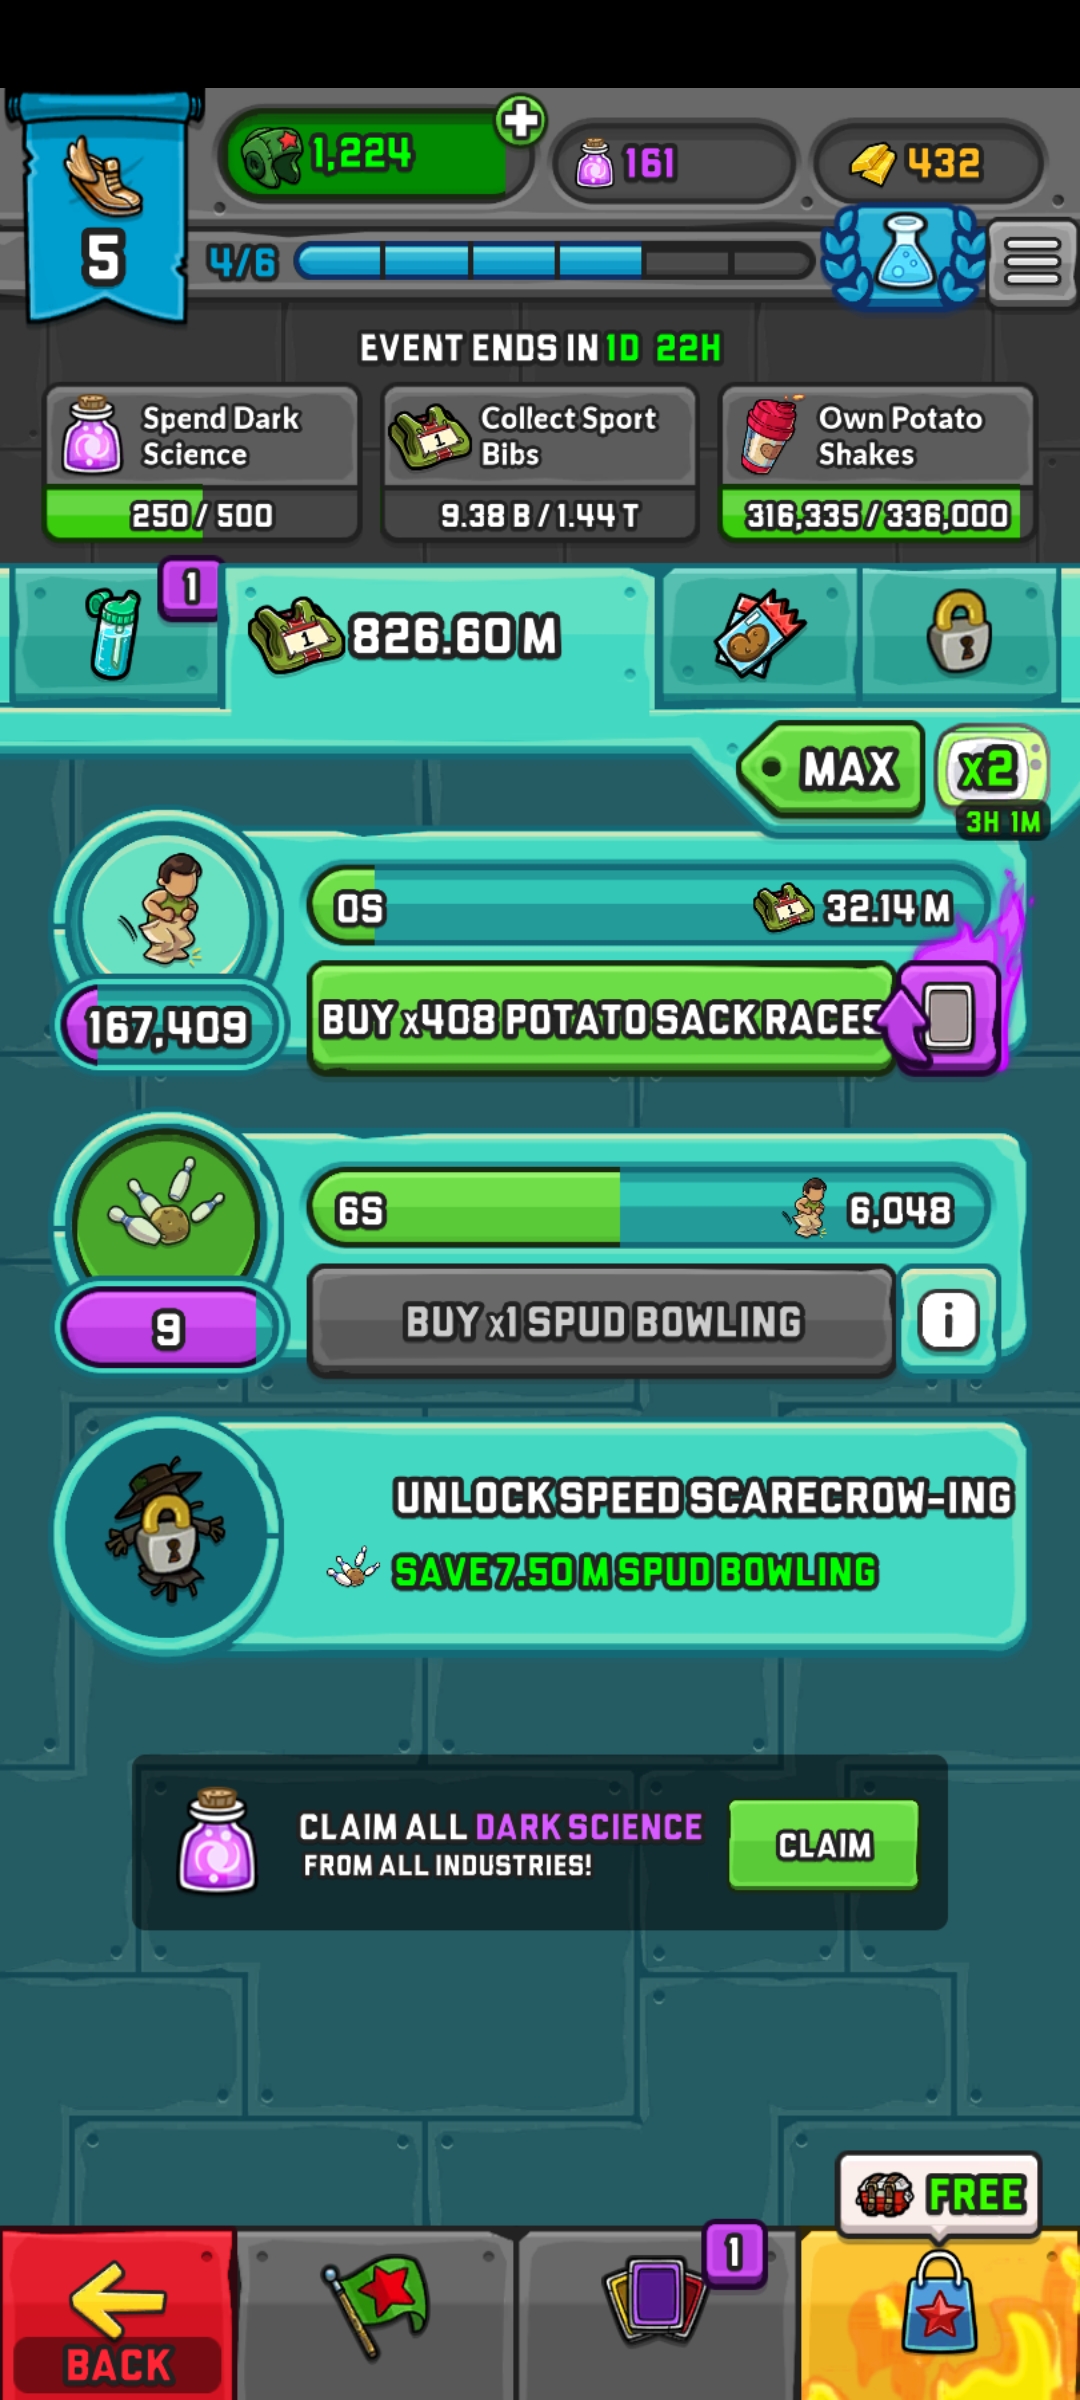 1,224
161
432
5
4/6
EVENT ENDS IN 1D 22H
Spend Dark Science
250 / 500
Collect Sport Bibs
9.38 B / 1.44 T
Own Potato Shakes
316,335 / 336,000
1
1
826.60 M
MAX
x2
3H 1M
0S
1
32.14 M
167,409
BUY x408 POTATO SACK RACES
6S
6,048
9
BUY x1 SPUD BOWLING
i
UNLOCK SPEED SCARECROW-ING
SAVE 7.50 M SPUD BOWLING
CLAIM ALL DARK SCIENCE
FROM ALL INDUSTRIES!
CLAIM
FREE
1
BACK